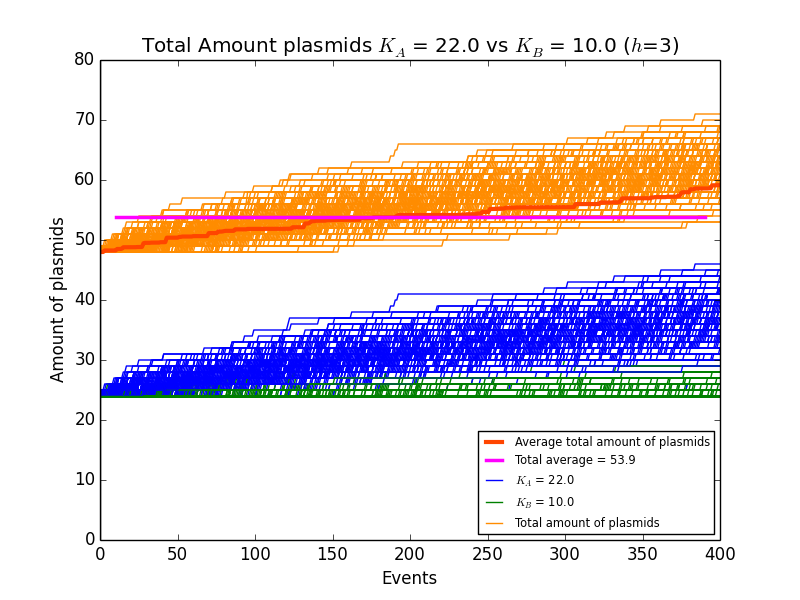 Total Amount plasmids K_A = 22.0 vs K_B = 10.0 (h=3)
80
70
60
50
40
30
20
10
0
Amount of plasmids
Average total amount of plasmids
Total average = 53.9
K_A = 22.0
K_B = 10.0
Total amount of plasmids
0 50 100 150 200 250 300 350 400
Events